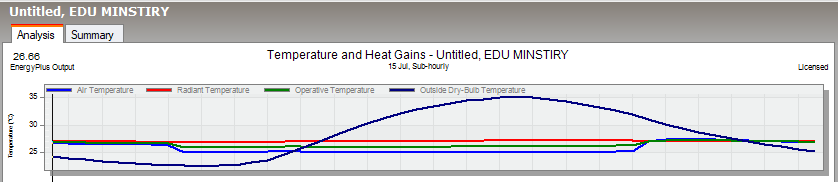 Untitled, EDU MINSTIRY
Analysis Summary
26.66
Temperature and Heat Gains - Untitled, EDU MINSTIRY
EnergyPlus Output
15 Jul, Sub-hourly
Licensed
Air Temperature Radiant Temperature Operative Temperature Outside Dry-Bulb Temperature
Temperature (°C)
35
30
25